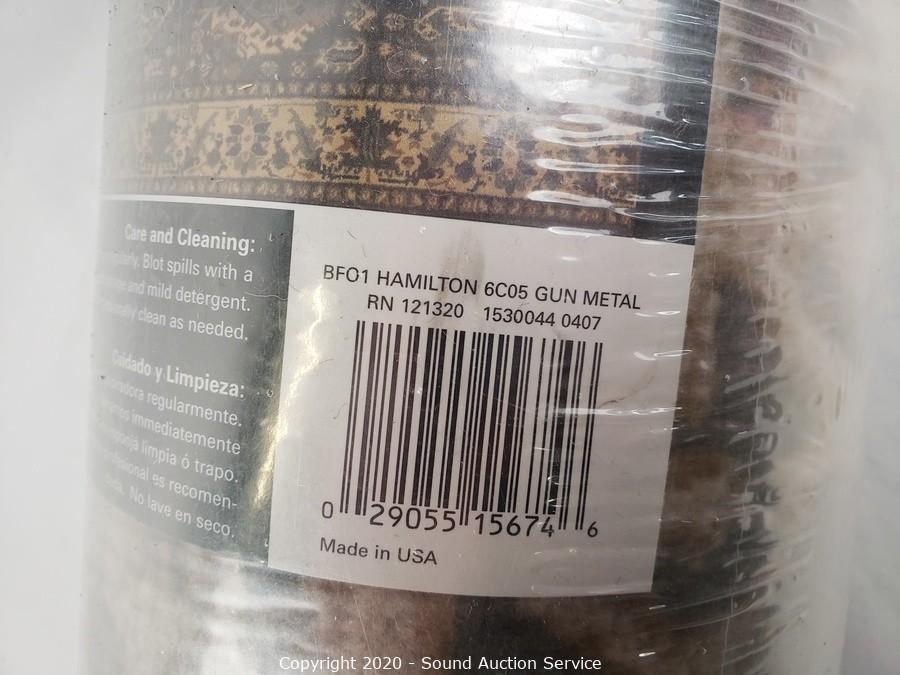 Care and Cleaning:
Blot spills with a
and mild detergent.
clean as needed.
Cuidado y Limpieza:
regularmente.
immediatemente
limpia ó trapo.
es recomen-
No lave en seco.
BFO1 HAMILTON 6C05 GUN METAL
RN 121320 1530044 0407
0 29055 15674 6
Made in USA
Copyright 2020 - Sound Auction Service